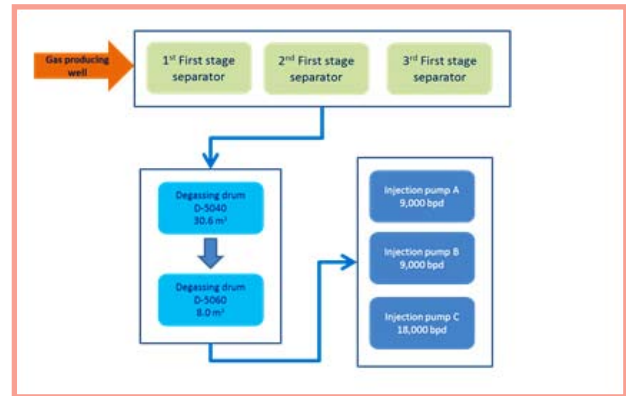 Gas producing
well
1st First stage
separator
2nd First stage
separator
3rd First stage
separator
Degassing drum
D-5040
30.6 m³
Degassing drum
D-5060
8.0 m³
Injection pump A
9,000 bpd
Injection pump B
9,000 bpd
Injection pump C
18,000 bpd